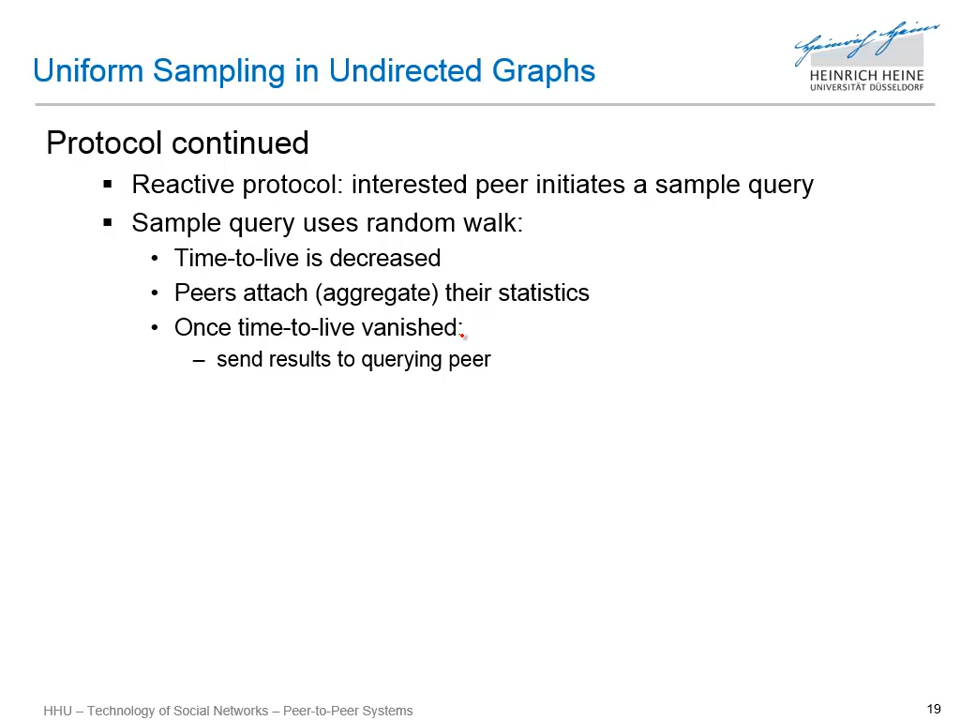 Uniform Sampling in Undirected Graphs
Heinrich Heine
HEINRICH HEINE
UNIVERSITÄT DÜSSELDORF
Protocol continued
▪ Reactive protocol: interested peer initiates a sample query
▪ Sample query uses random walk:
• Time-to-live is decreased
• Peers attach (aggregate) their statistics
• Once time-to-live vanished:
– send results to querying peer
HHU – Technology of Social Networks – Peer-to-Peer Systems
19